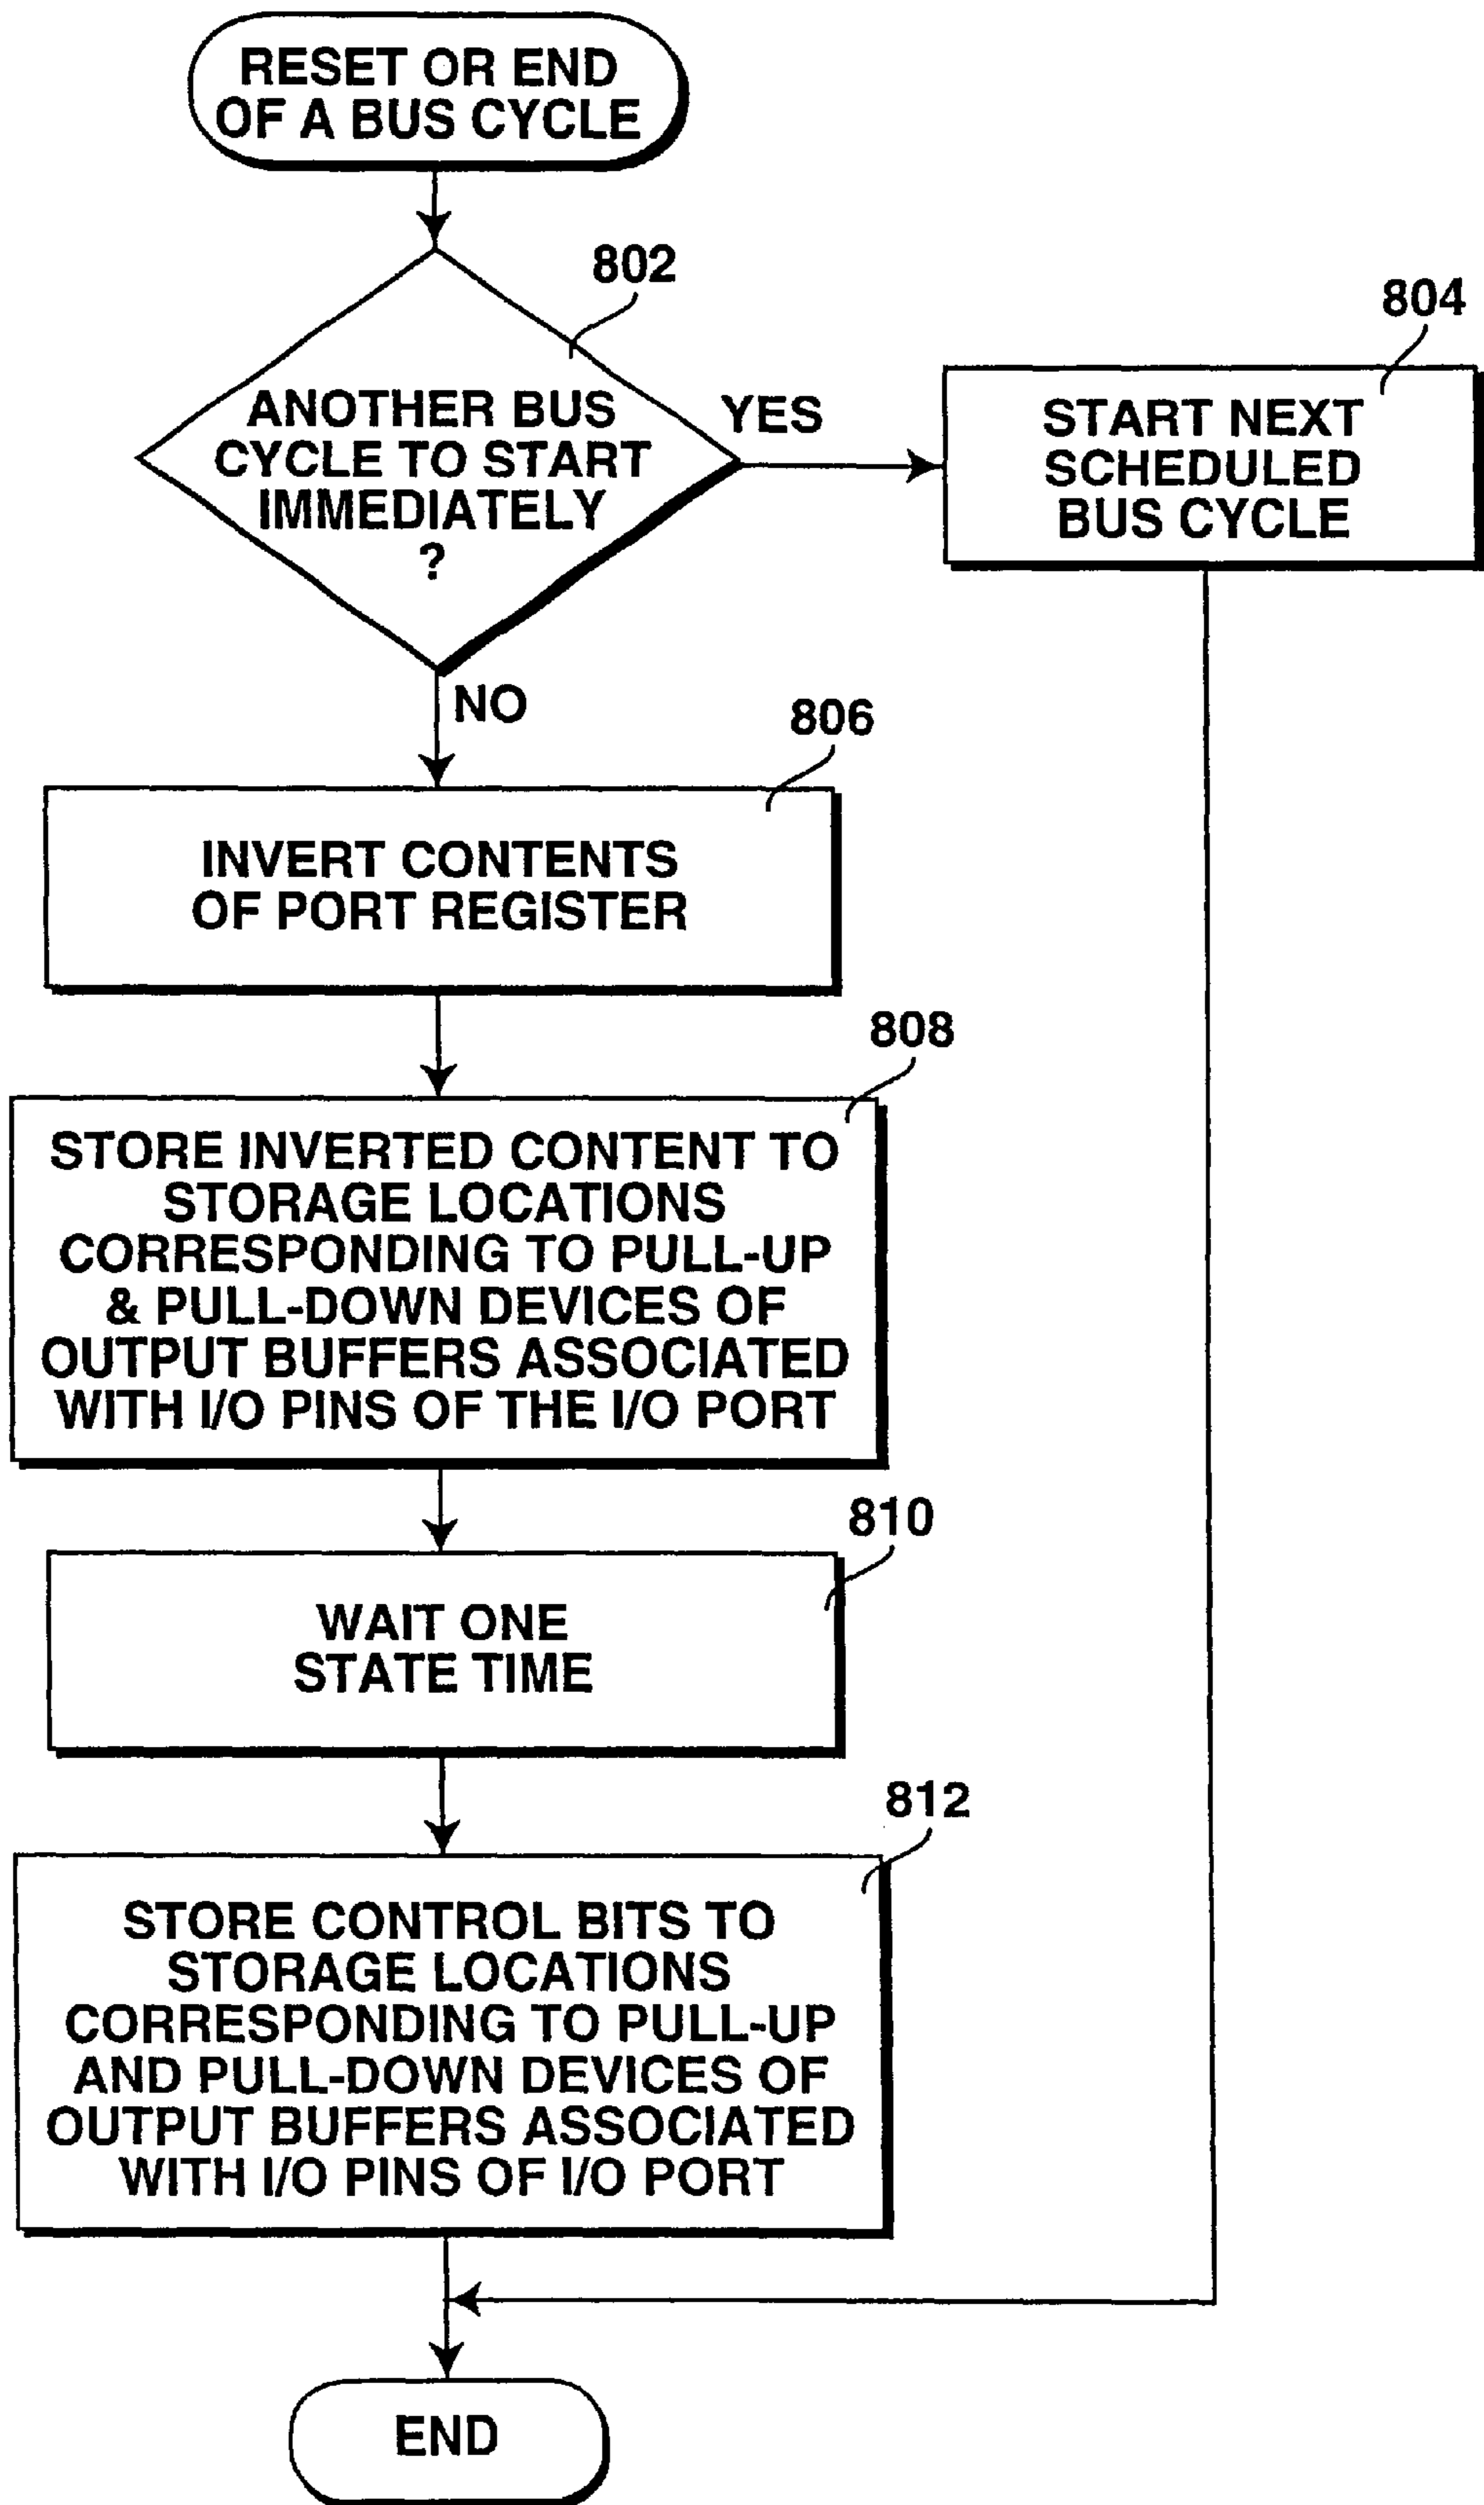 RESET OR END
OF A BUS CYCLE
802
ANOTHER BUS
CYCLE TO START
IMMEDIATELY
?
YES
804
START NEXT
SCHEDULED
BUS CYCLE
NO
806
INVERT CONTENTS
OF PORT REGISTER
808
STORE INVERTED CONTENT TO
STORAGE LOCATIONS
CORRESPONDING TO PULL-UP
& PULL-DOWN DEVICES OF
OUTPUT BUFFERS ASSOCIATED
WITH I/O PINS OF THE I/O PORT
810
WAIT ONE
STATE TIME
812
STORE CONTROL BITS TO
STORAGE LOCATIONS
CORRESPONDING TO PULL-UP
AND PULL-DOWN DEVICES OF
OUTPUT BUFFERS ASSOCIATED
WITH I/O PINS OF I/O PORT
END